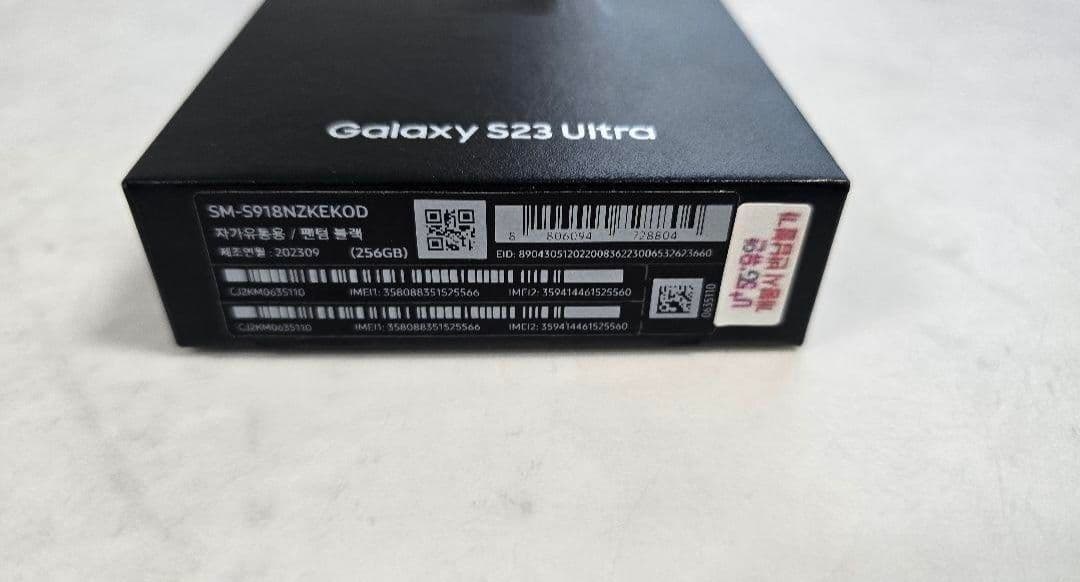 Galaxy S23 Ultra
SM-S918NZKEKOD
자가유통용 / 팬텀 블랙
제조연월 : 202309 (256GB)
8 806094 728804
EID: 89043051202200836223006532623660
CJ2KM0635110 IMEI1: 358088351525566 IMEI2: 359414461525560
CJ2KM0635110 IMEI1: 358088351525566 IMEI2: 359414461525560
0635110